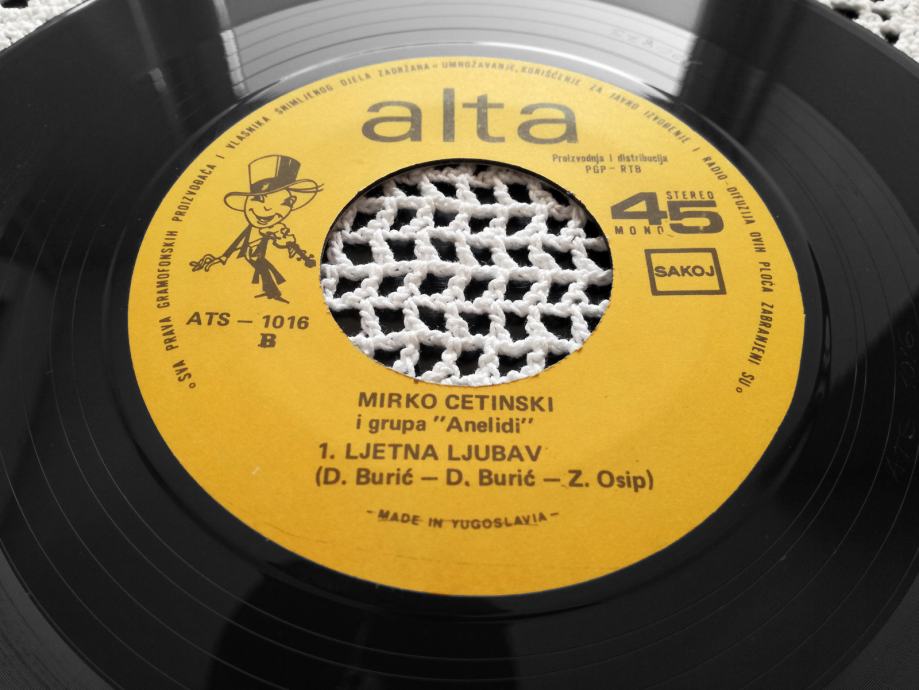 SVA PRAVA GRAMOFONSKIH PROIZVOĐAČA I VLASNIKA SNIMLJENOG DJELA ZADRŽANA - UMNOŽAVANJE, KORIŠĆENJE ZA JAVNO IZVOĐENJE I RADIO-DIFUZIJA OVIH PLOČA ZABRANJENI SU
alta
Proizvodnja i distribucija
PGP - RTB
STEREO
45
MONO
SAKOJ
ATS — 1016
B
MIRKO CETINSKI
i grupa "Anelidi"
1. LJETNA LJUBAV
(D. Burić — D. Burić — Z. Osip)
- MADE IN YUGOSLAVIA -